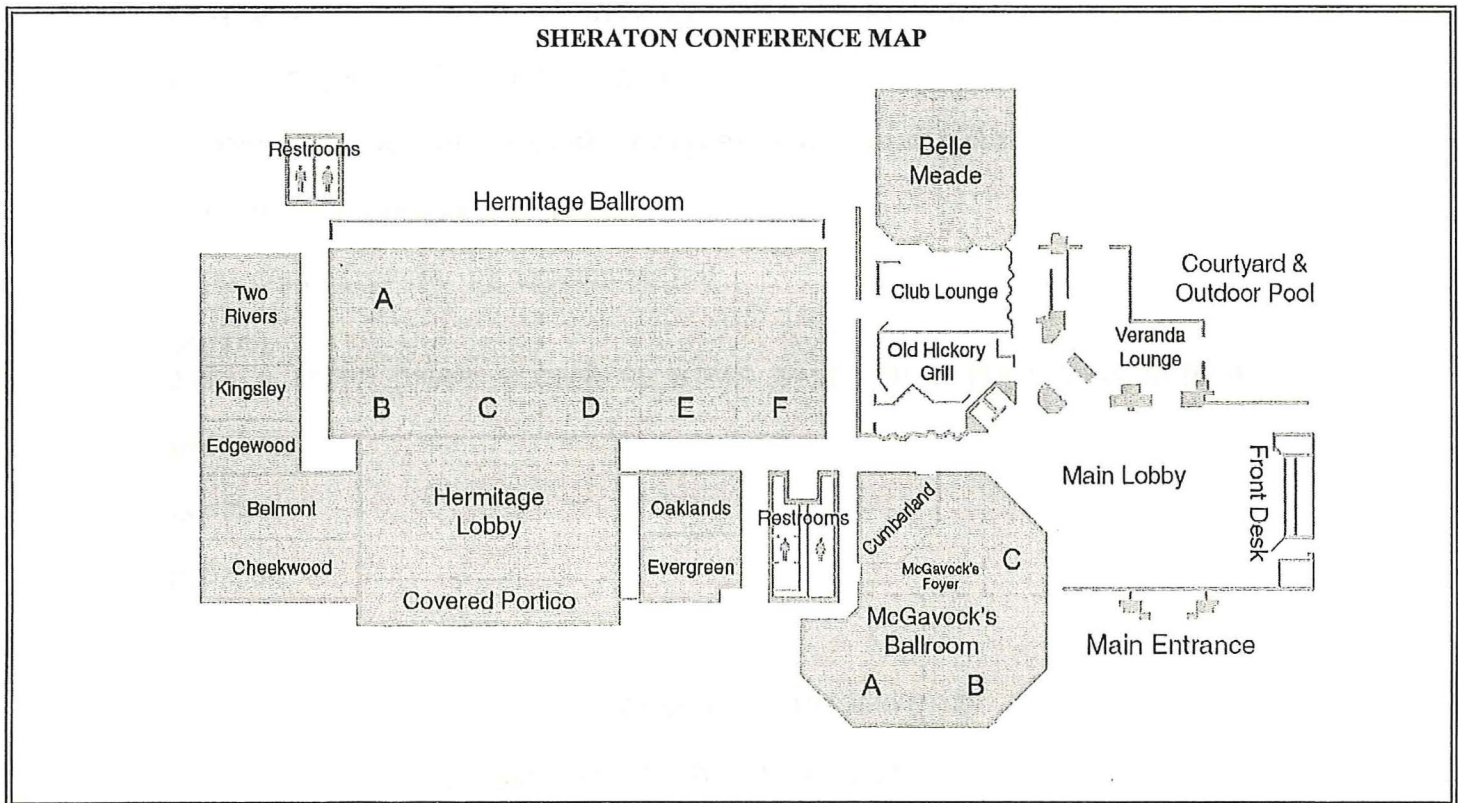 SHERATON CONFERENCE MAP
Restrooms
Hermitage Ballroom
Belle
Meade
Two
Rivers
A
Club Lounge
Courtyard &
Outdoor Pool
Kingsley
Old Hickory
Grill
Veranda
Lounge
B
C
D
E
F
Edgewood
Belmont
Hermitage
Lobby
Oaklands
Restrooms
Cumberland
Main Lobby
Front Desk
Cheekwood
Evergreen
McGavock's
Foyer
C
Covered Portico
McGavock's
Ballroom
Main Entrance
A
B